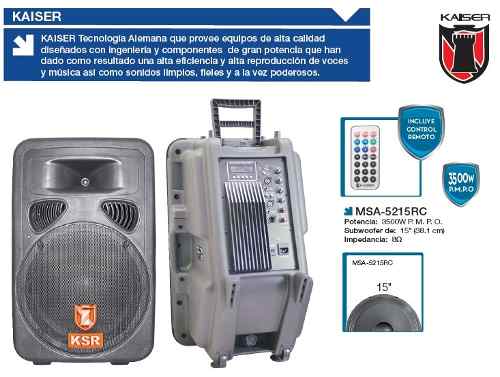 KAISER
KAISER Tecnología Alemana que provee equipos de alta calidad
diseñados con ingeniería y componentes de gran potencia que han
dado como resultado una alta eficiencia y alta reproducción de voces
y música asi como sonidos limpios, fieles y a la vez poderosos.
KAISER
INCLUYE
CONTROL
REMOTO
3500W
P.M.P.O
MSA-5215RC
Potencia: 3500W P. M. P. O.
Subwoofer de: 15" (38.1 cm)
Impedancia: 8Ω
MSA-5215RC
15"
KSR